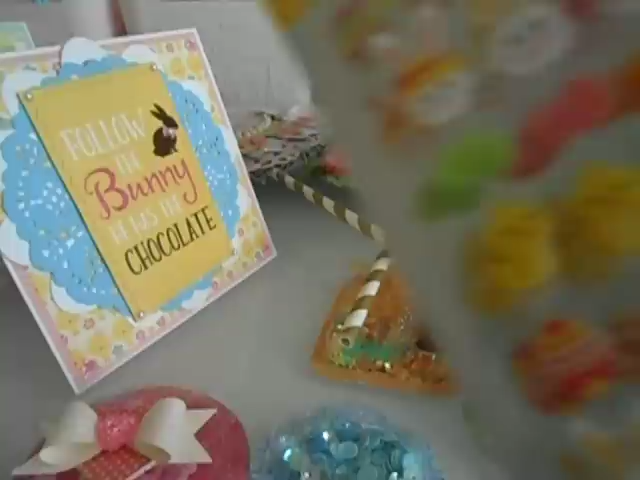 FOLLOW
THE
Bunny
HE HAS THE
CHOCOLATE